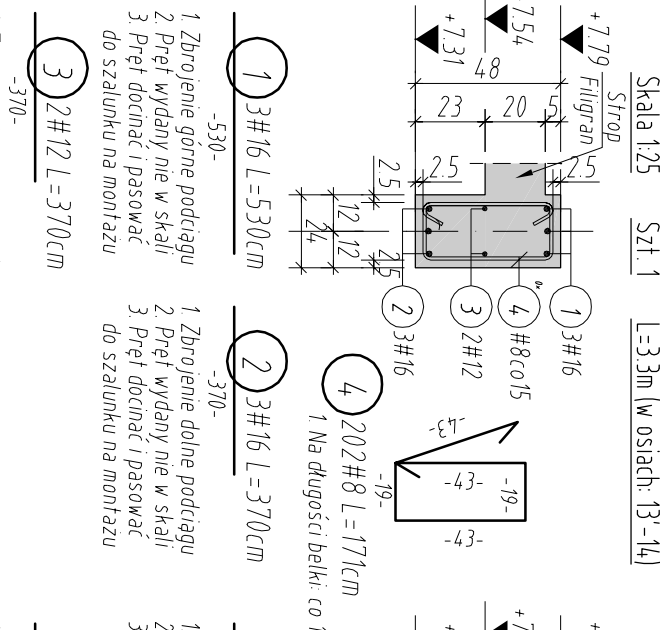 Skala 1:25
Szt. 1
L=3.3m (w osiach: 13'-14)
+7.79
7.54
+7.31
Strop
Filigran
48
23
20
5
2.5
2.5
2.5
12
12
2.5
24
1 3#16
4 #8co15
3 2#12
2 3#16
1 3#16 L=530cm
-530-
1. Zbrojenie górne podciągu
2. Pręt wydany nie w skali
3. Pręt docinać i pasować
do szalunku na montażu
2 3#16 L=370cm
-370-
1. Zbrojenie dolne podciągu
2. Pręt wydany nie w skali
3. Pręt docinać i pasować
do szalunku na montażu
3 2#12 L=370cm
-370-
4 202#8 L=171cm
1. Na długości belki: co
-43-
-43-
-19-
-19-
-43-